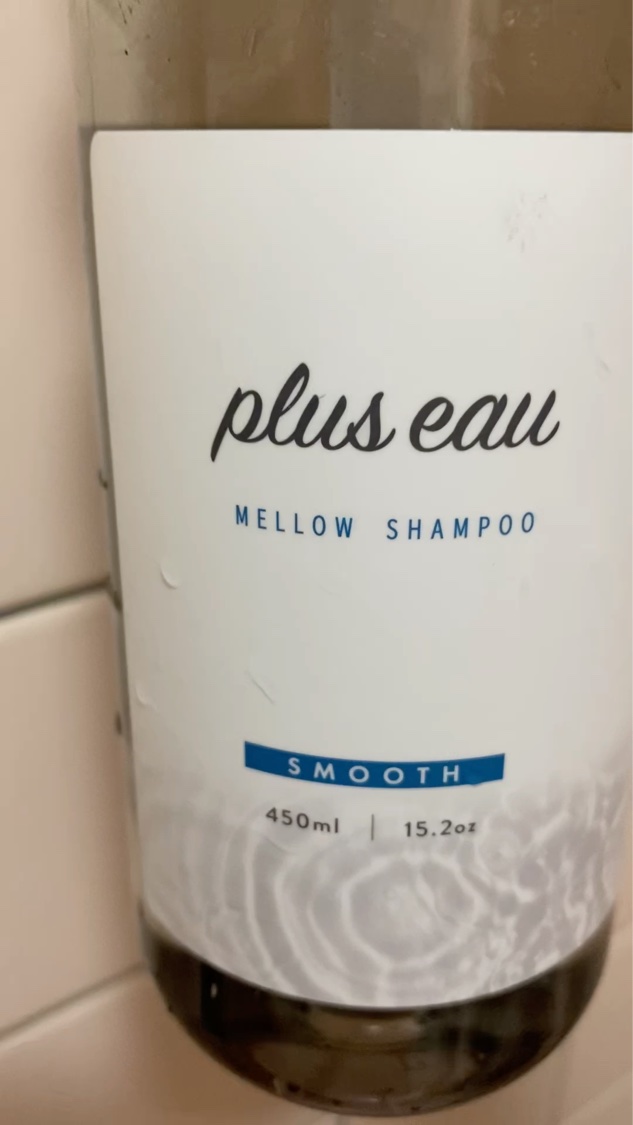 plus eau
MELLOW SHAMPOO
SMOOTH
450ml | 15.2oz